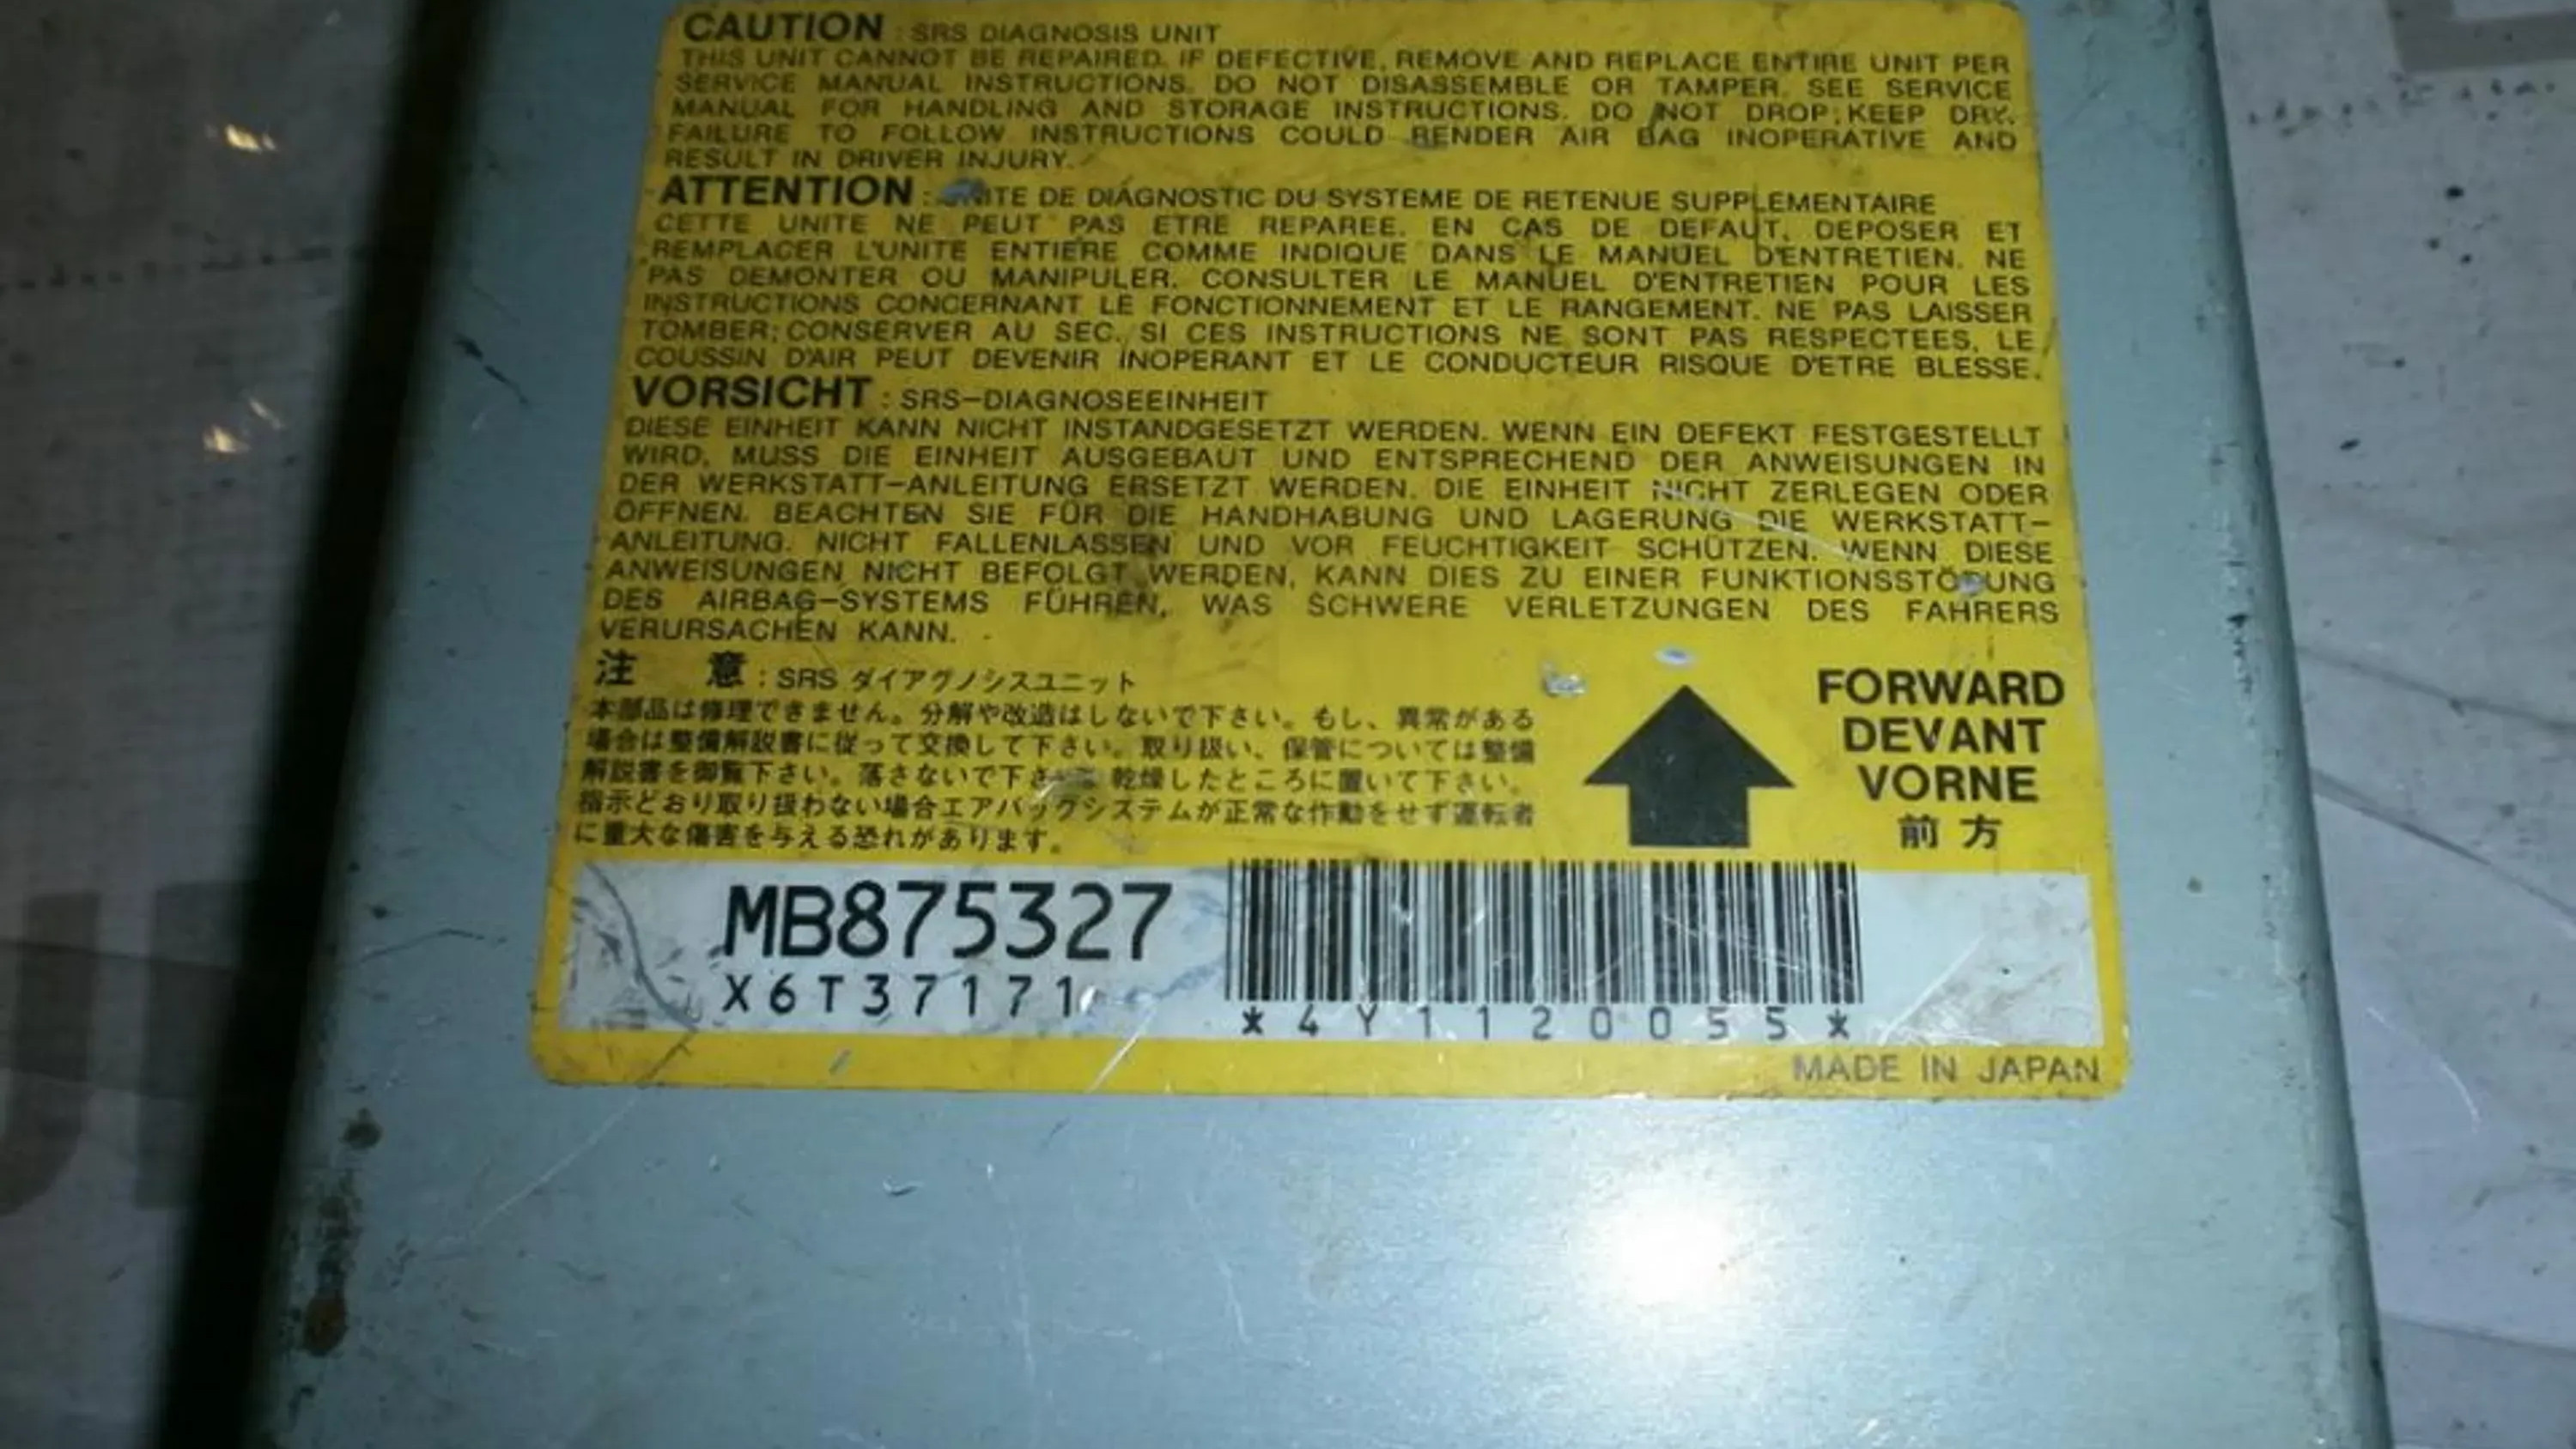 CAUTION : SRS DIAGNOSIS UNIT
THIS UNIT CANNOT BE REPAIRED. IF DEFECTIVE, REMOVE AND REPLACE ENTIRE UNIT PER
SERVICE MANUAL INSTRUCTIONS. DO NOT DISASSEMBLE OR TAMPER. SEE SERVICE
MANUAL FOR HANDLING AND STORAGE INSTRUCTIONS. DO NOT DROP; KEEP DRY.
FAILURE TO FOLLOW INSTRUCTIONS COULD RENDER AIR BAG INOPERATIVE AND
RESULT IN DRIVER INJURY.
ATTENTION : UNITE DE DIAGNOSTIC DU SYSTEME DE RETENUE SUPPLEMENTAIRE
CETTE UNITE NE PEUT PAS ETRE REPAREE. EN CAS DE DEFAUT, DEPOSER ET
REMPLACER L'UNITE ENTIERE COMME INDIQUE DANS LE MANUEL D'ENTRETIEN. NE
PAS DEMONTER OU MANIPULER. CONSULTER LE MANUEL D'ENTRETIEN POUR LES
INSTRUCTIONS CONCERNANT LE FONCTIONNEMENT ET LE RANGEMENT. NE PAS LAISSER
TOMBER; CONSERVER AU SEC. SI CES INSTRUCTIONS NE SONT PAS RESPECTEES, LE
COUSSIN D'AIR PEUT DEVENIR INOPERANT ET LE CONDUCTEUR RISQUE D'ETRE BLESSE.
VORSICHT : SRS-DIAGNOSEEINHEIT
DIESE EINHEIT KANN NICHT INSTANDGESETZT WERDEN. WENN EIN DEFEKT FESTGESTELLT
WIRD, MUSS DIE EINHEIT AUSGEBAUT UND ENTSPRECHEND DER ANWEISUNGEN IN
DER WERKSTATT-ANLEITUNG ERSETZT WERDEN. DIE EINHEIT NICHT ZERLEGEN ODER
ÖFFNEN. BEACHTEN SIE FÜR DIE HANDHABUNG UND LAGERUNG DIE WERKSTATT-
ANLEITUNG. NICHT FALLENLASSEN UND VOR FEUCHTIGKEIT SCHÜTZEN. WENN DIESE
ANWEISUNGEN NICHT BEFOLGT WERDEN, KANN DIES ZU EINER FUNKTIONSSTÖRUNG
DES AIRBAG-SYSTEMS FÜHREN, WAS SCHWERE VERLETZUNGEN DES FAHRERS
VERURSACHEN KANN.
注 意 : SRS ダイアグノシスユニット
本部品は修理できません。分解や改造はしないで下さい。もし、異常がある
場合は整備解説書に従って交換して下さい。取り扱い、保管については整備
解説書を御覧下さい。落さないで下さい。乾燥したところに置いて下さい。
指示どおり取り扱わない場合エアバッグシステムが正常な作動をせず運転者
に重大な傷害を与える恐れがあります。
FORWARD
DEVANT
VORNE
前方
MB875327
X6T37171
*4Y1120055*
MADE IN JAPAN